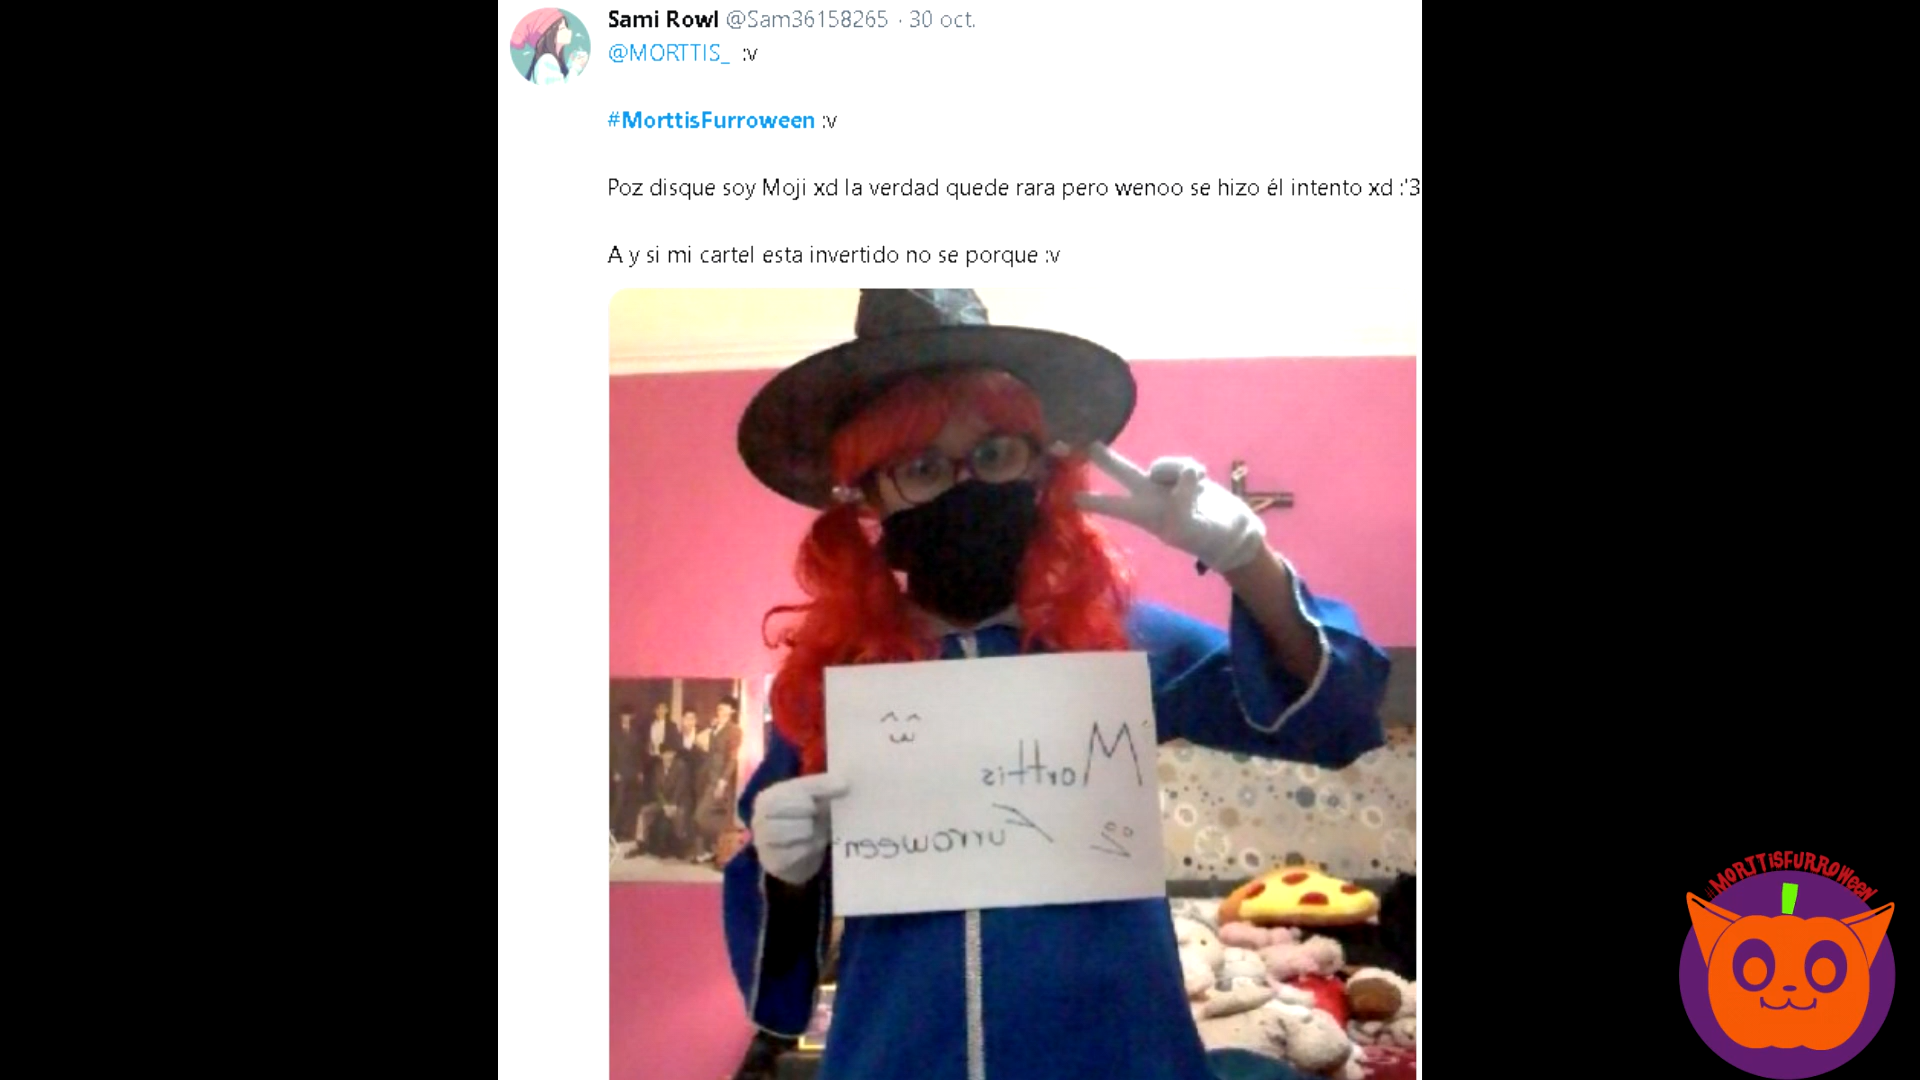 Sami Rowl @Sam36158265 · 30 oct.
@MORTTIS_ :v
#MorttisFurroween :v
Poz disque soy Moji xd la verdad quede rara pero wenoo se hizo él intento xd :'3
A y si mi cartel esta invertido no se porque :v
Morttis
Furroween
#MORTTISFURROWEEN